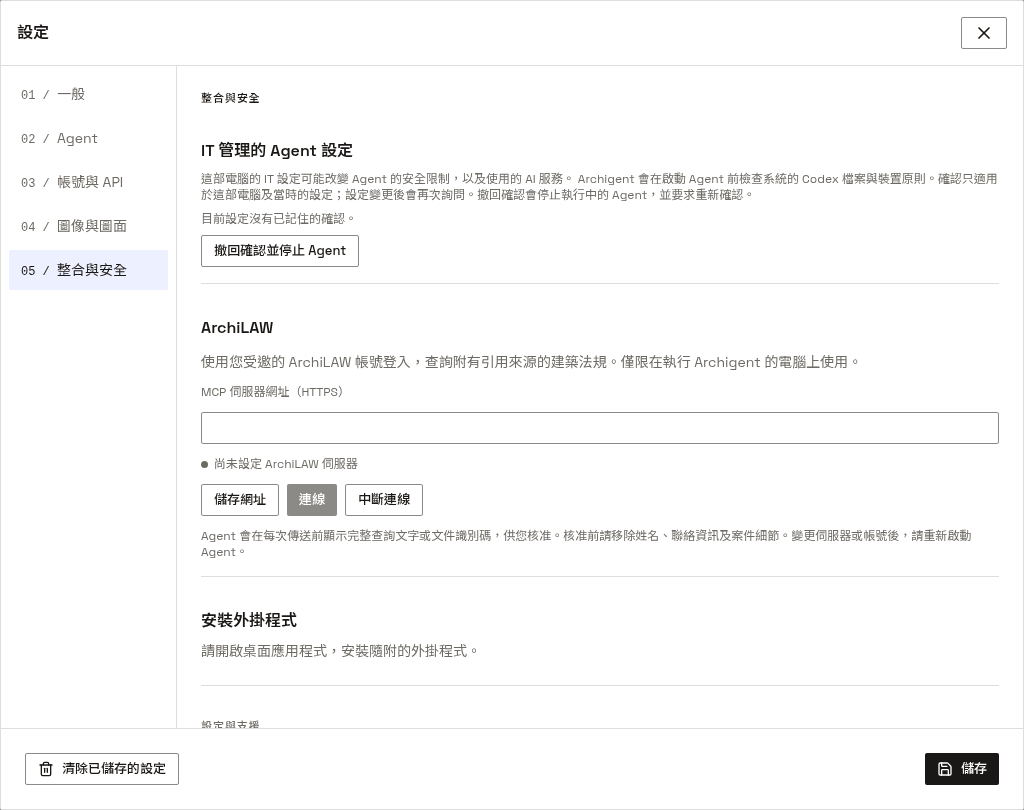 設定
01 / 一般
02 / Agent
03 / 帳號與 API
04 / 圖像與圖面
05 / 整合與安全
整合與安全
IT 管理的 Agent 設定
這部電腦的 IT 設定可能改變 Agent 的安全限制，以及使用的 AI 服務。 Archigent 會在啟動 Agent 前檢查系統的 Codex 檔案與裝置原則。確認只適用
於這部電腦及當時的設定；設定變更後會再次詢問。撤回確認會停止執行中的 Agent，並要求重新確認。
目前設定沒有已記住的確認。
撤回確認並停止 Agent
ArchiLAW
使用您受邀的 ArchiLAW 帳號登入，查詢附有引用來源的建築法規。僅限在執行 Archigent 的電腦上使用。
MCP 伺服器網址（HTTPS）
尚未設定 ArchiLAW 伺服器
儲存網址
連線
中斷連線
Agent 會在每次傳送前顯示完整查詢文字或文件識別碼，供您核准。核准前請移除姓名、聯絡資訊及案件細節。變更伺服器或帳號後，請重新啟動
Agent。
安裝外掛程式
請開啟桌面應用程式，安裝隨附的外掛程式。
設定與支援
清除已儲存的設定
儲存